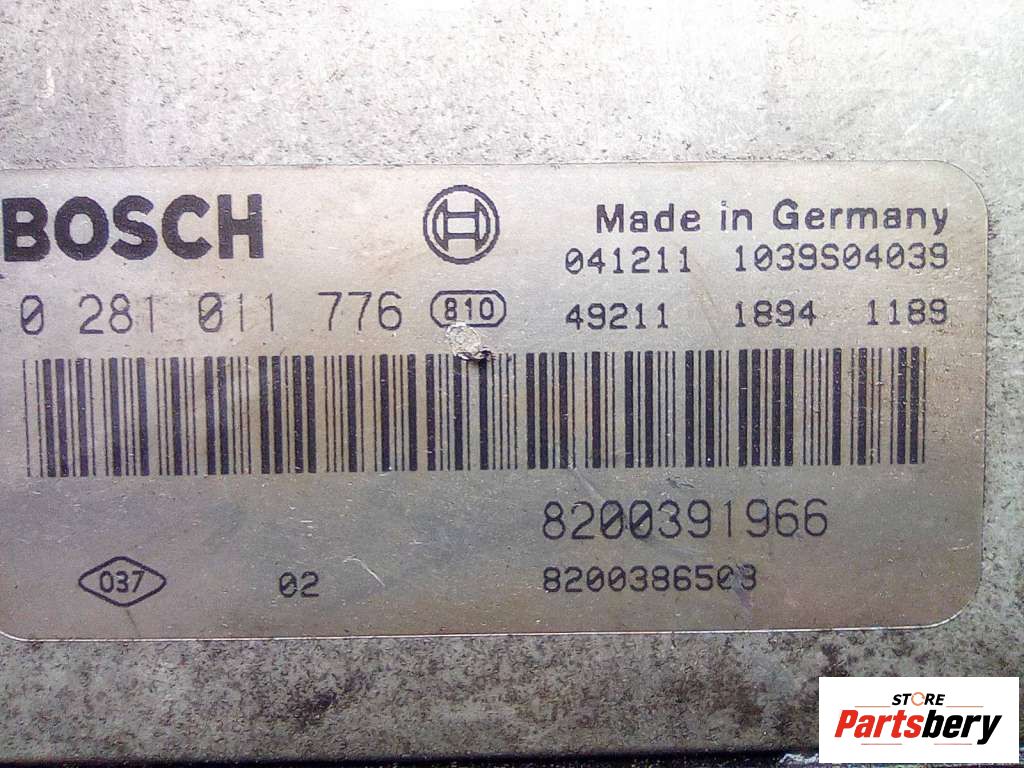 BOSCH
Made in Germany
041211 1039S04039
0 281 011 776 810
49211 1894 1189
8200391966
037 02 8200386503
STORE
Partsbery